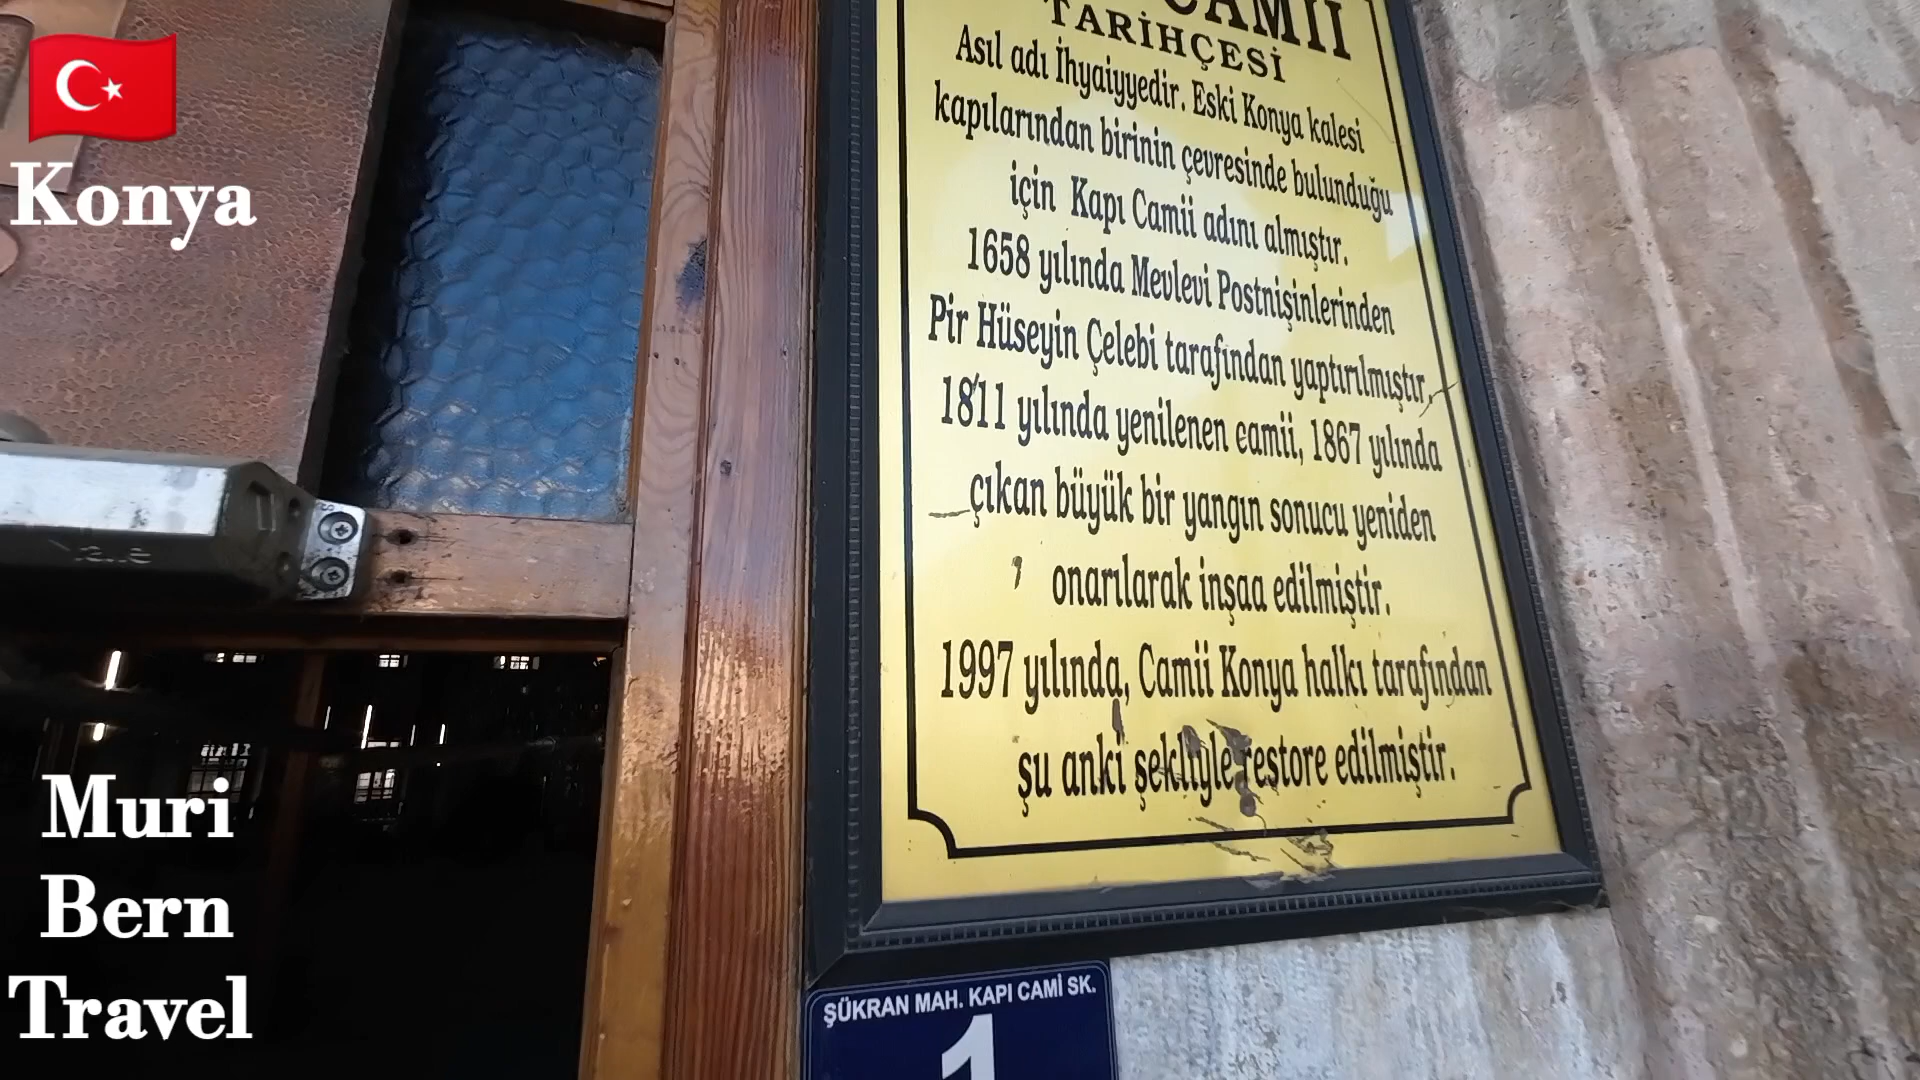 Konya
Muri
Bern
Travel
CAMİİ
TARİHÇESİ
Asıl adı İhyaiyyedir. Eski Konya kalesi
kapılarından birinin çevresinde bulunduğu
için Kapı Camii adını almıştır.
1658 yılında Mevlevi Postnişinlerinden
Pir Hüseyin Çelebi tarafından yaptırılmıştır.
1811 yılında yenilenen camii, 1867 yılında
çıkan büyük bir yangın sonucu yeniden
onarılarak inşaa edilmiştir.
1997 yılında, Camii Konya halkı tarafından
şu anki şekliyle restore edilmiştir.
ŞÜKRAN MAH. KAPI CAMİ SK.
1